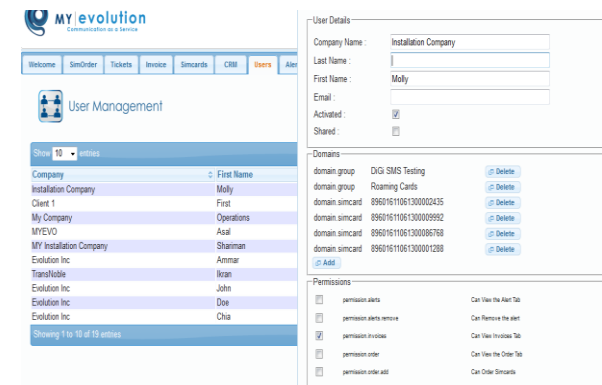 MY evolution
Communication as a Service
Welcome SimOrder Tickets Invoice Simcards CRM Users Aler
User Management
Show 10 entries
Company First Name
Installation Company Molly
Client 1 First
My Company Operations
MYEVO Asal
MY Installation Company Shariman
Evolution Inc Ammar
TransNoble Ikran
Evolution Inc John
Evolution Inc Doe
Evolution Inc Chia
Showing 1 to 10 of 19 entries
User Details
Company Name : Installation Company
Last Name :
First Name : Molly
Email :
Activated :
Shared :
Domains
domain.group DiGi SMS Testing Delete
domain.group Roaming Cards Delete
domain.simcard 89601611061300002435 Delete
domain.simcard 89601611061300009992 Delete
domain.simcard 89601611061300086768 Delete
domain.simcard 89601611061300001288 Delete
Add
Permissions
permission.alerts Can View the Alert Tab
permission.alerts.remove Can Remove the alert
permission.invoices Can View Invoices Tab
permission.order Can View the Order Tab
permission.order.add Can Order Simcards